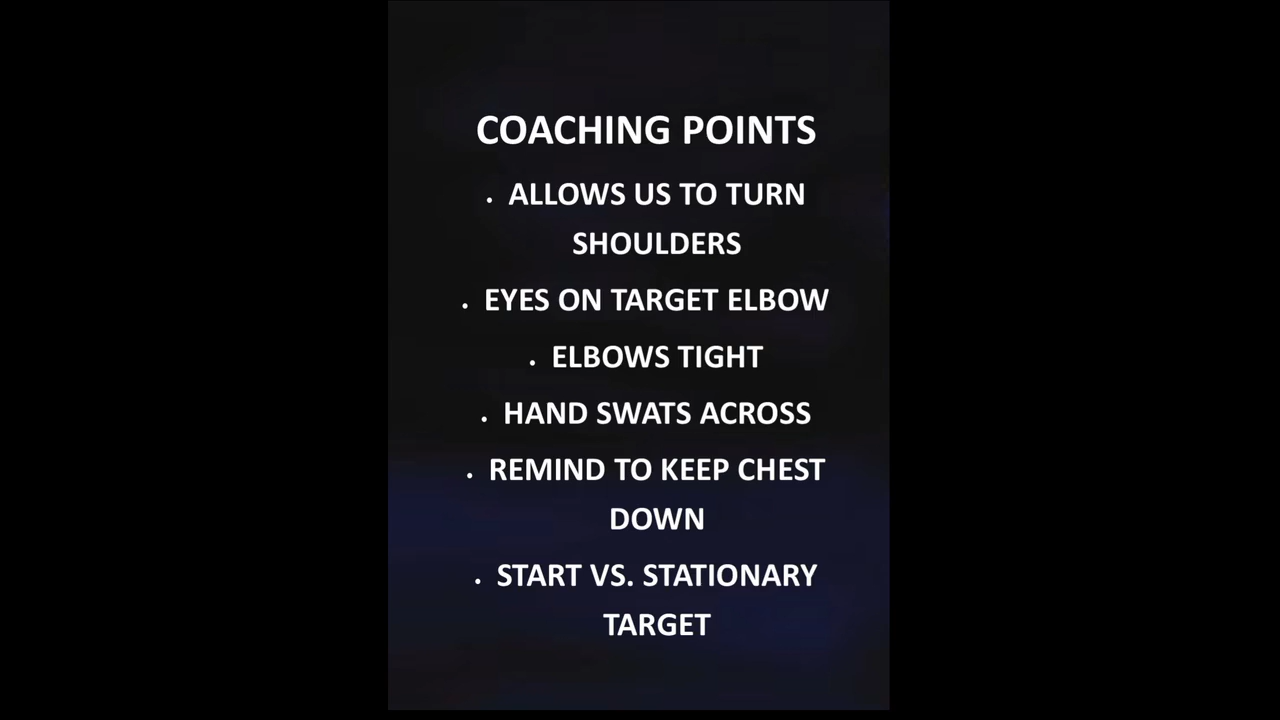 COACHING POINTS
• ALLOWS US TO TURN
SHOULDERS
• EYES ON TARGET ELBOW
• ELBOWS TIGHT
• HAND SWATS ACROSS
• REMIND TO KEEP CHEST
DOWN
• START VS. STATIONARY
TARGET